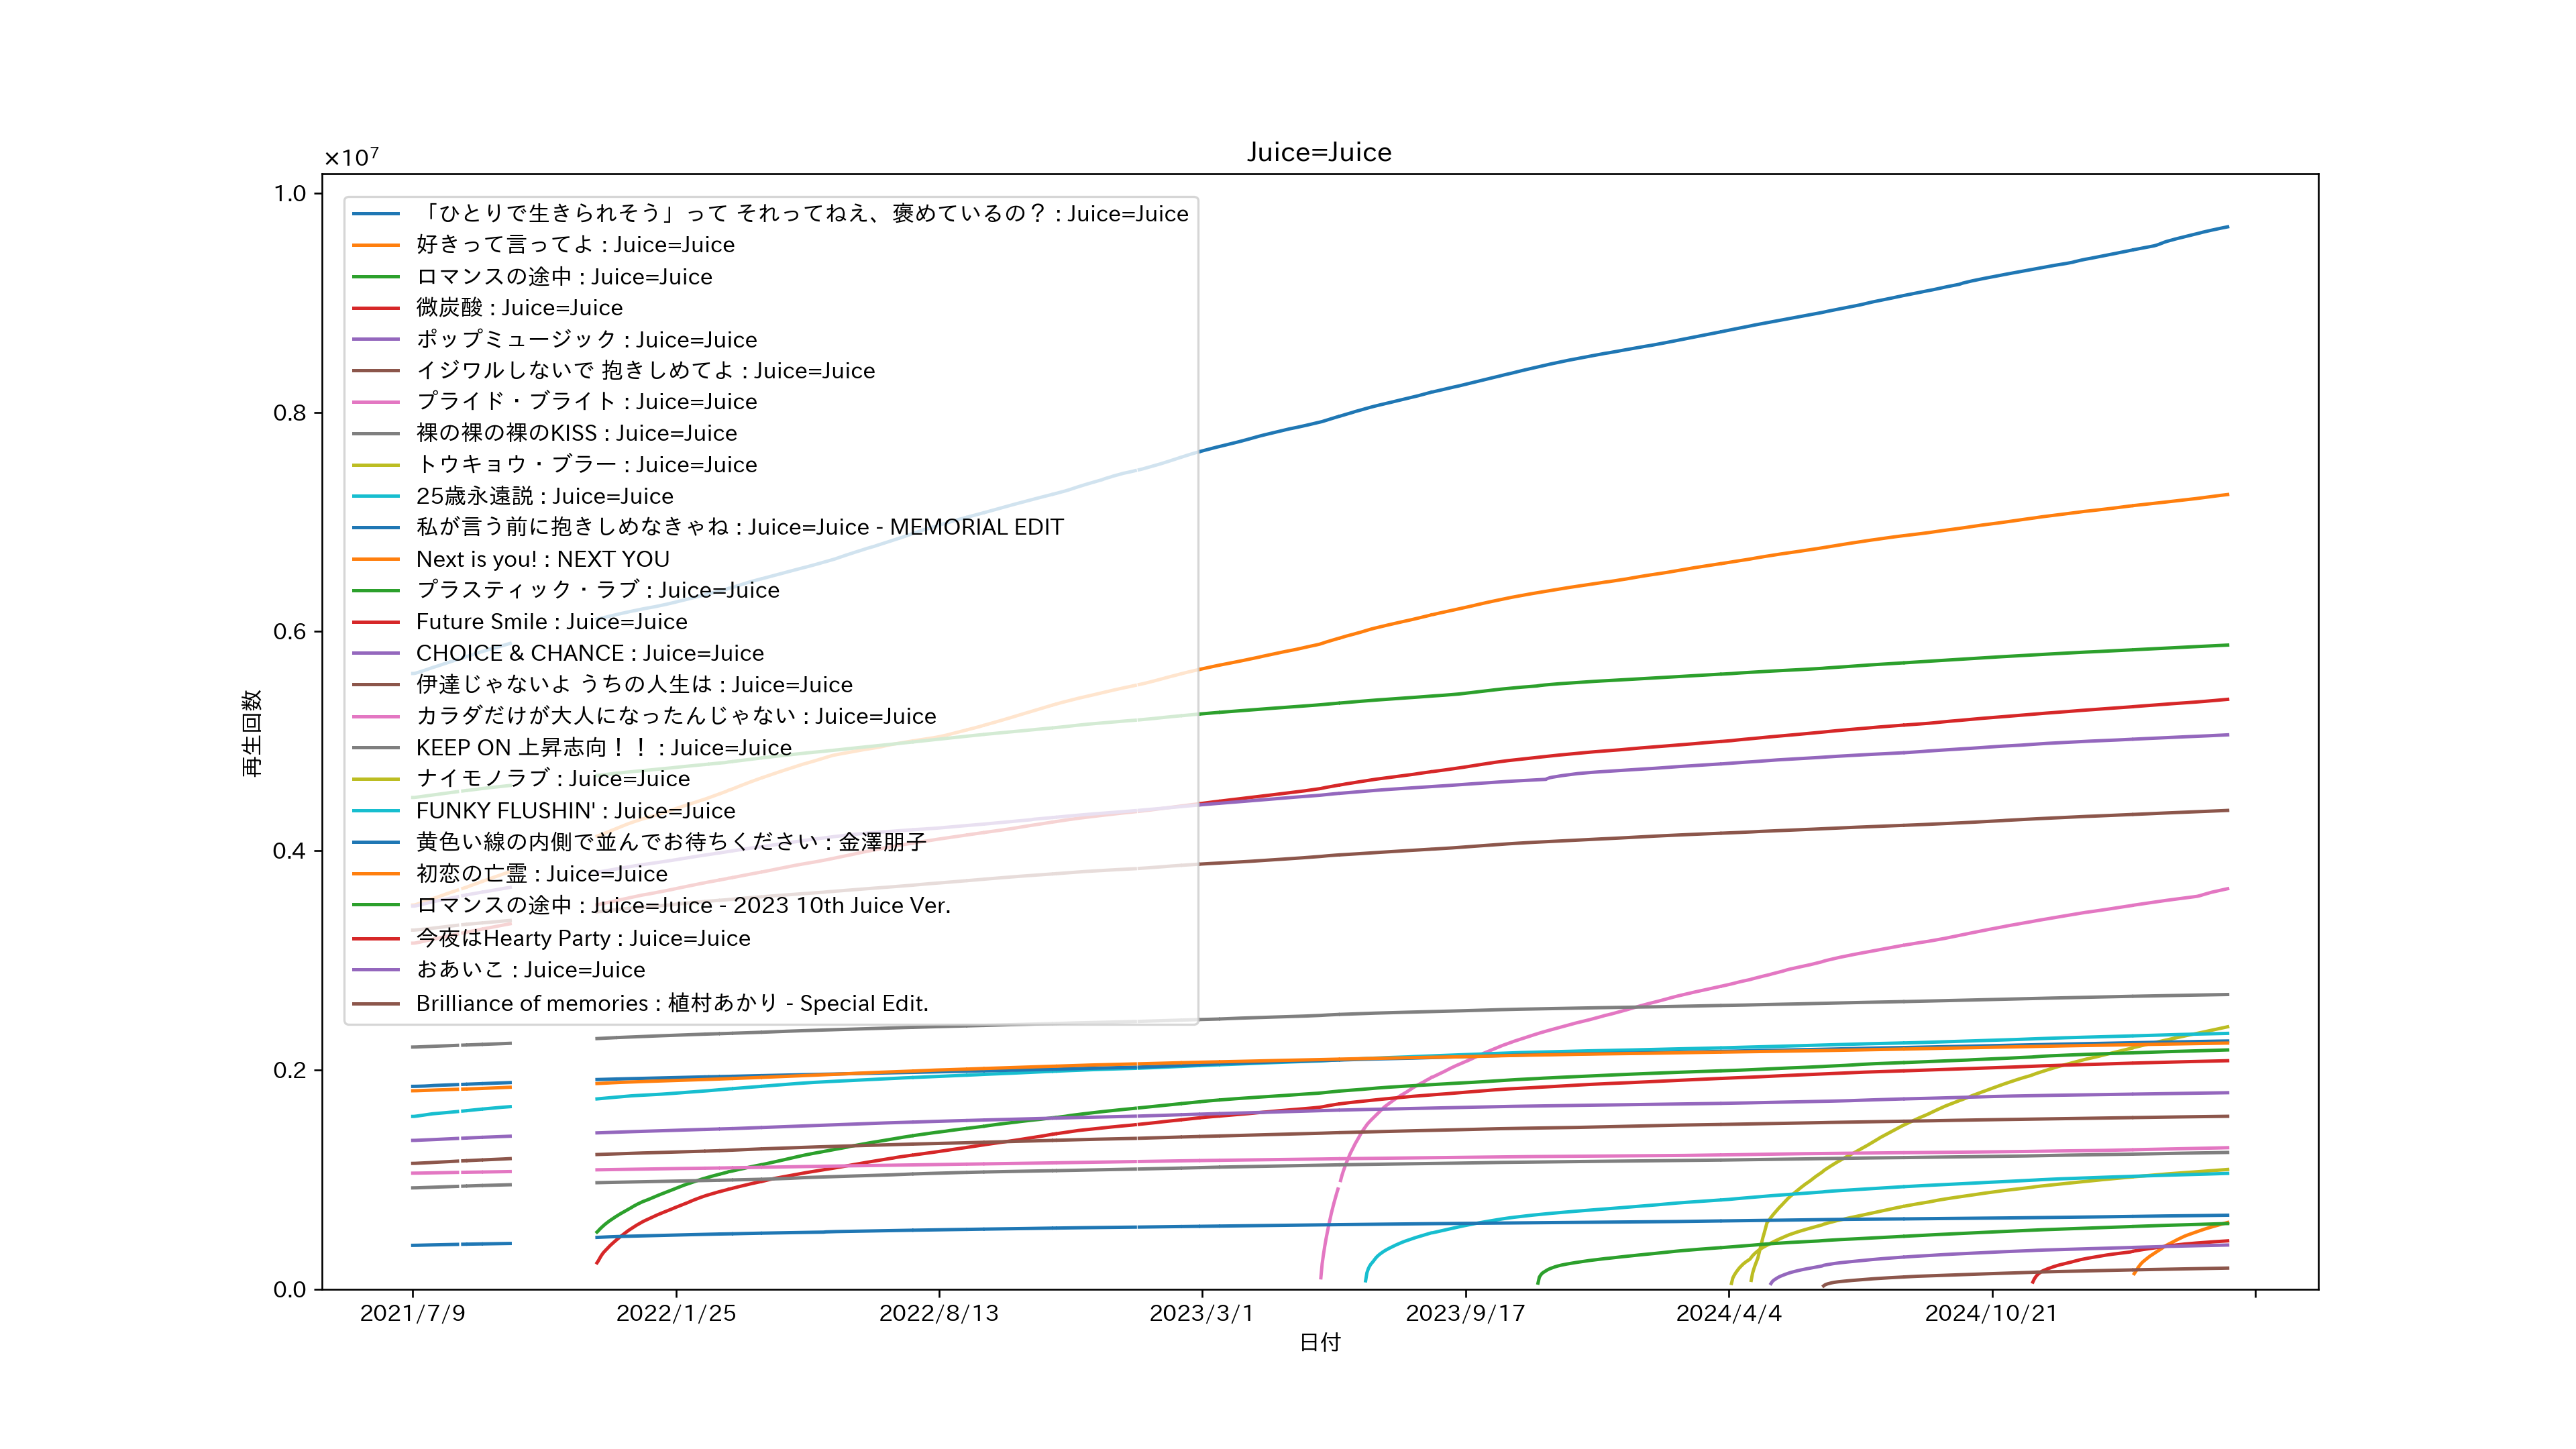 Juice=Juice
×10⁷
1.0
0.8
0.6
0.4
0.2
0.0
再生回数
「ひとりで生きられそう」って それってねえ、褒めているの？ : Juice=Juice
好きって言ってよ : Juice=Juice
ロマンスの途中 : Juice=Juice
微炭酸 : Juice=Juice
ポップミュージック : Juice=Juice
イジワルしないで 抱きしめてよ : Juice=Juice
プライド・ブライト : Juice=Juice
裸の裸の裸のKISS : Juice=Juice
トウキョウ・ブラー : Juice=Juice
25歳永遠説 : Juice=Juice
私が言う前に抱きしめなきゃね : Juice=Juice - MEMORIAL EDIT
Next is you! : NEXT YOU
プラスティック・ラブ : Juice=Juice
Future Smile : Juice=Juice
CHOICE & CHANCE : Juice=Juice
伊達じゃないよ うちの人生は : Juice=Juice
カラダだけが大人になったんじゃない : Juice=Juice
KEEP ON 上昇志向！！ : Juice=Juice
ナイモノラブ : Juice=Juice
FUNKY FLUSHIN' : Juice=Juice
黄色い線の内側で並んでお待ちください : 金澤朋子
初恋の亡霊 : Juice=Juice
ロマンスの途中 : Juice=Juice - 2023 10th Juice Ver.
今夜はHearty Party : Juice=Juice
おあいこ : Juice=Juice
Brilliance of memories : 植村あかり - Special Edit.
2021/7/9
2022/1/25
2022/8/13
2023/3/1
2023/9/17
2024/4/4
2024/10/21
日付